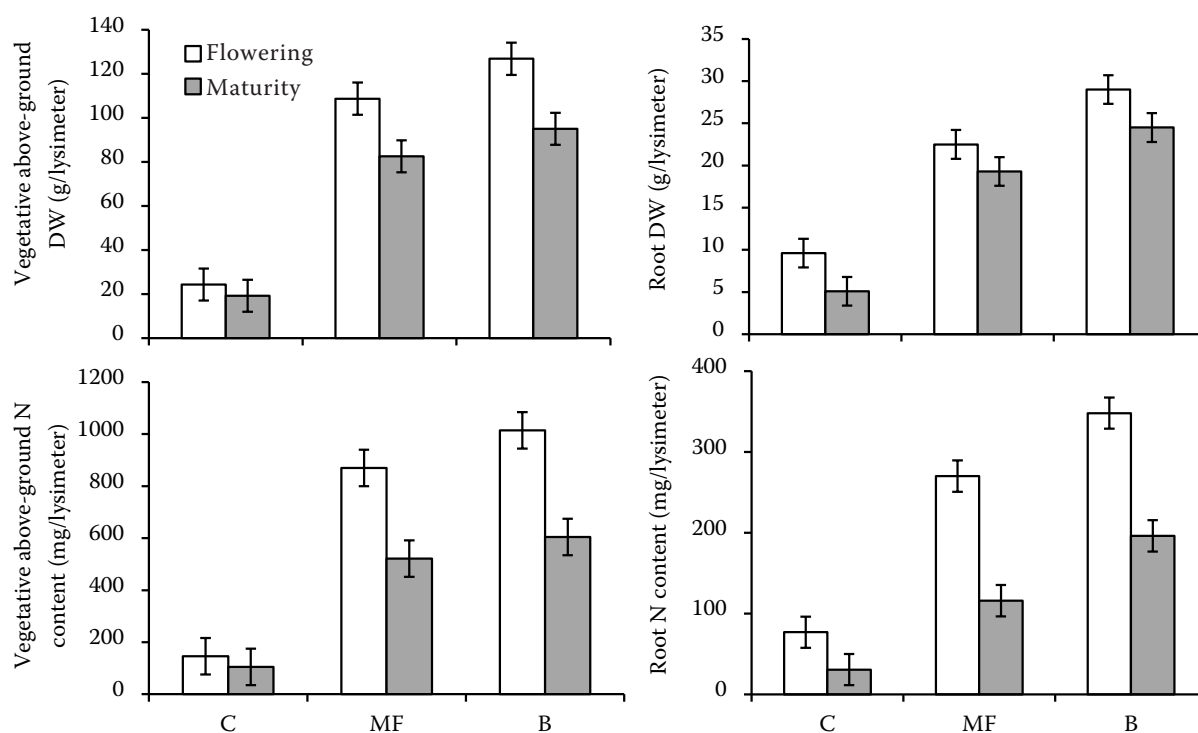 Vegetative above-ground
DW (g/lysimeter)
140
120
100
80
60
40
20
0
Flowering
Maturity
Root DW (g/lysimeter)
35
30
25
20
15
10
5
0
Vegetative above-ground N
content (mg/lysimeter)
1200
1000
800
600
400
200
0
C MF B
Root N content (mg/lysimeter)
400
300
200
100
0
C MF B